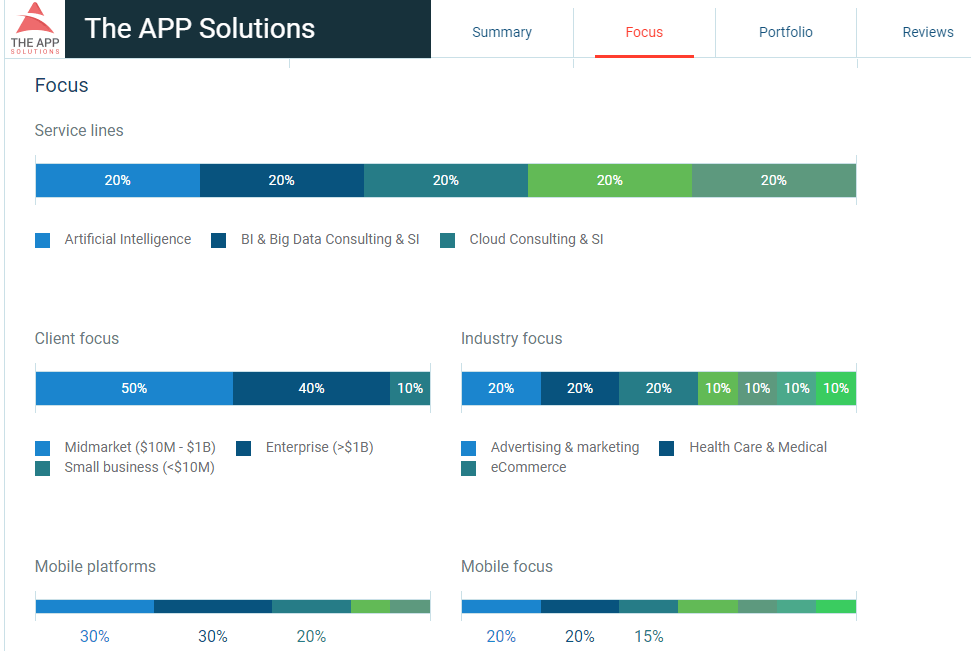 THE APP
SOLUTIONS
The APP Solutions
Summary
Focus
Portfolio
Reviews
Focus
Service lines
20% 20% 20% 20% 20%
Artificial Intelligence BI & Big Data Consulting & SI Cloud Consulting & SI
Client focus
50% 40% 10%
Midmarket ($10M - $1B) Enterprise (>$1B)
Small business (<$10M)
Industry focus
20% 20% 20% 10% 10% 10% 10%
Advertising & marketing Health Care & Medical
eCommerce
Mobile platforms
30% 30% 20%
Mobile focus
20% 20% 15%